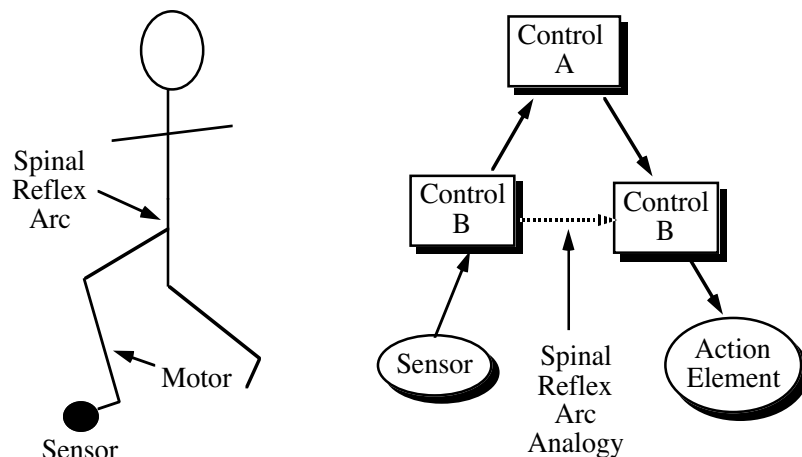 Spinal
Reflex
Arc
Motor
Sensor
Control
A
Control
B
Control
B
Sensor
Spinal
Reflex
Arc
Analogy
Action
Element